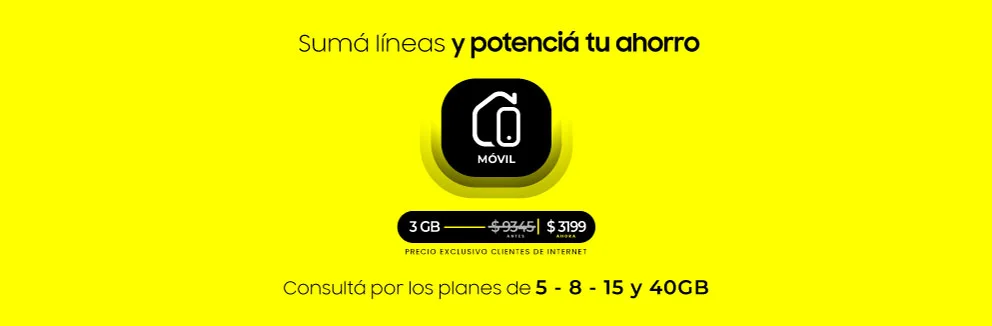 Sumá líneas y potenciá tu ahorro
MÓVIL
3 GB $ 9345 $ 3199
ANTES AHORA
PRECIO EXCLUSIVO CLIENTES DE INTERNET
Consultá por los planes de 5 - 8 - 15 y 40GB